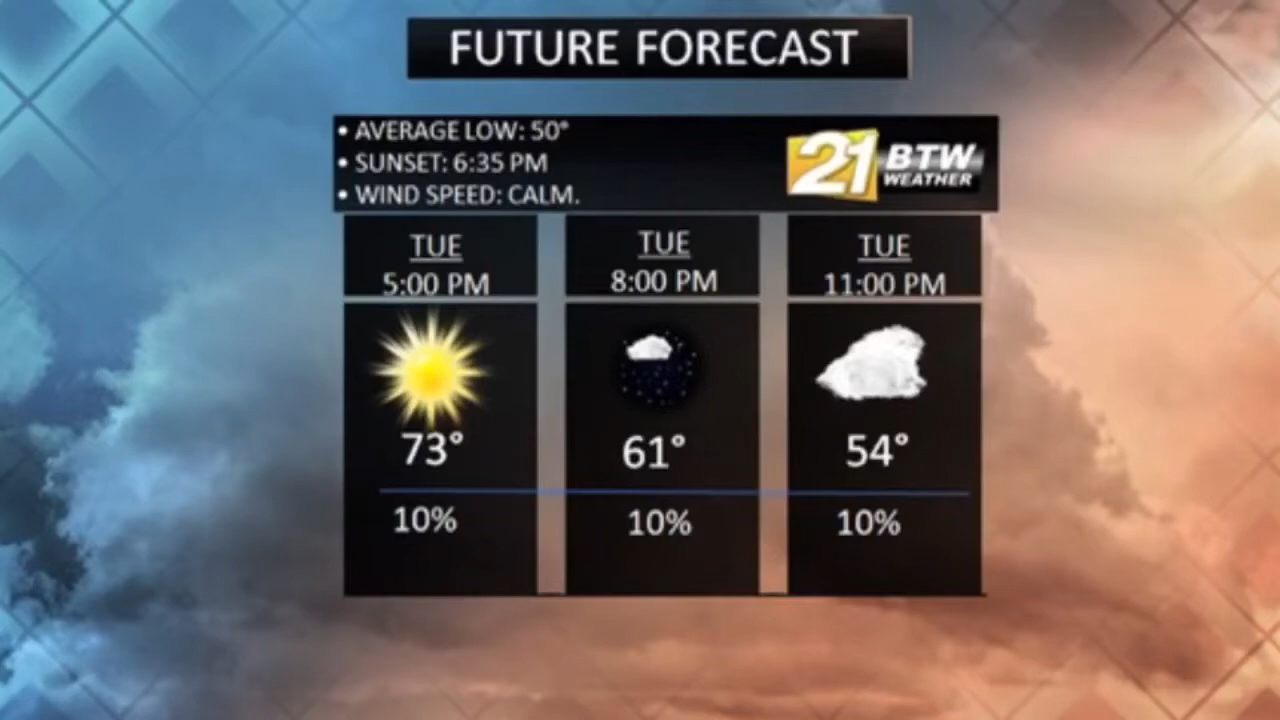 FUTURE FORECAST
• AVERAGE LOW: 50°
• SUNSET: 6:35 PM
• WIND SPEED: CALM.
21 BTW
WEATHER
TUE
5:00 PM
73°
10%
TUE
8:00 PM
61°
10%
TUE
11:00 PM
54°
10%